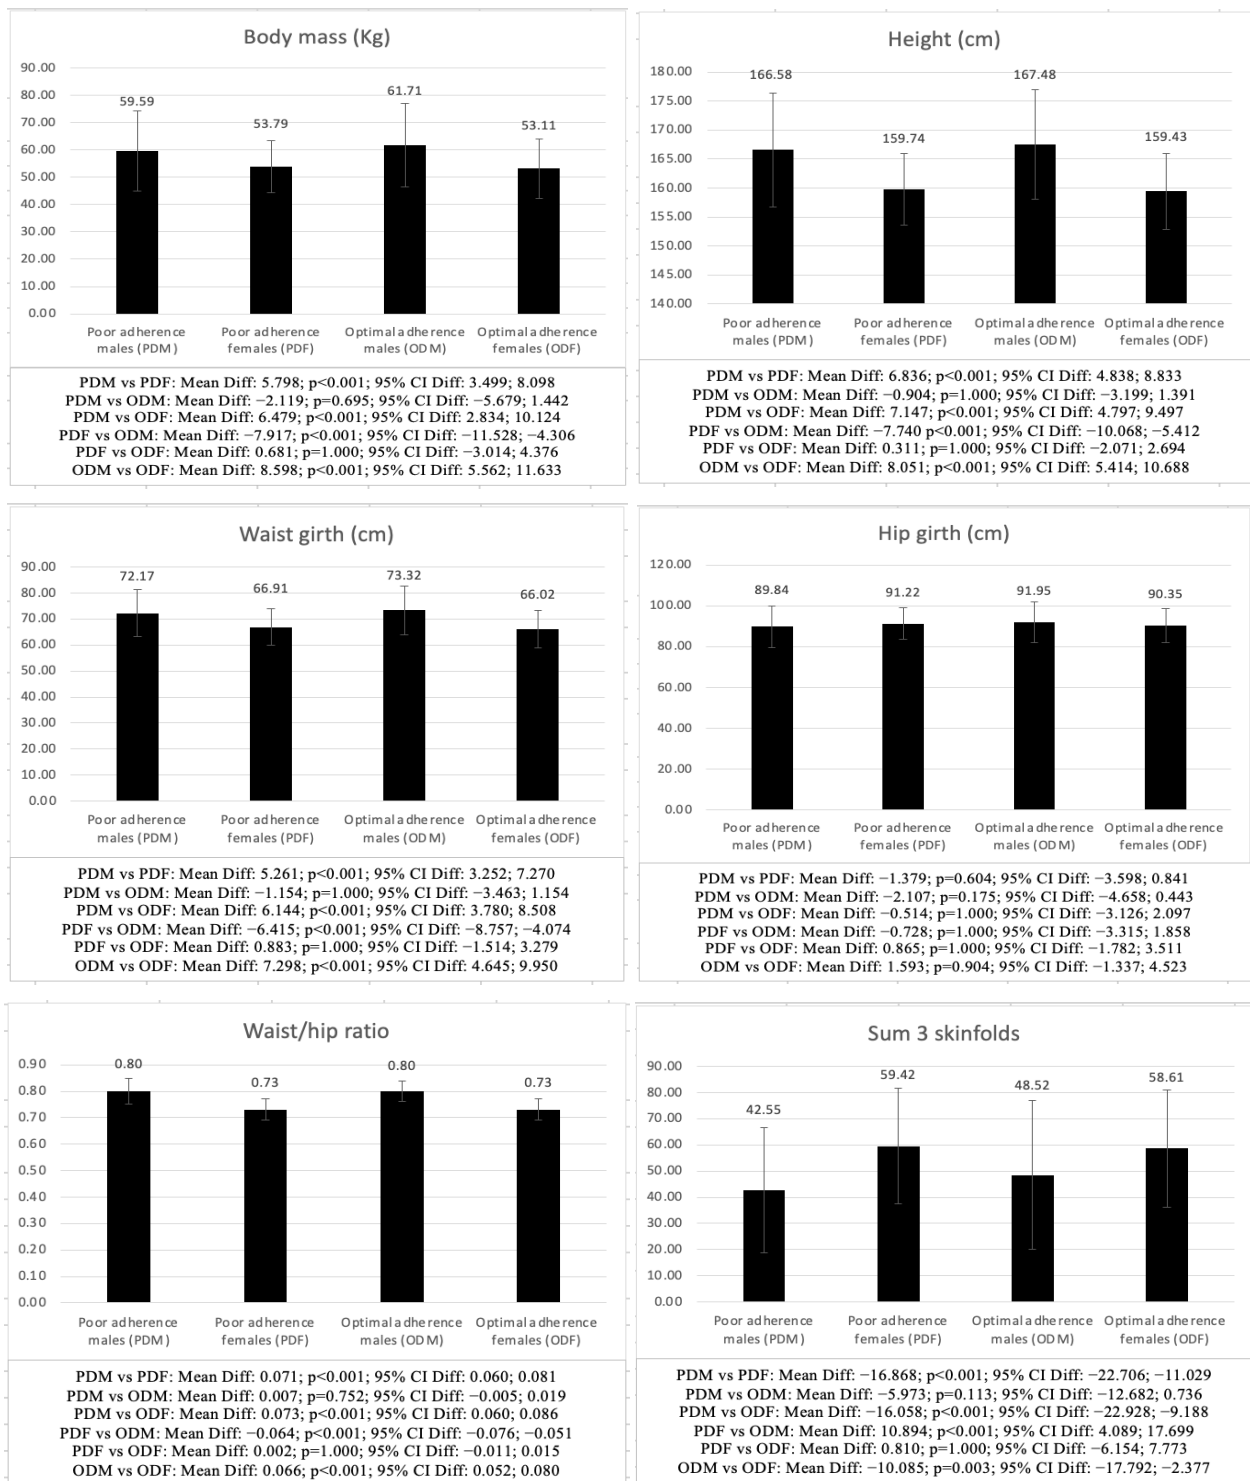 Body mass (Kg)
90.00
80.00
70.00
60.00
50.00
40.00
30.00
20.00
10.00
0.00
59.59
53.79
61.71
53.11
Poor adherence males (PDM)
Poor adherence females (PDF)
Optimal adherence males (ODM)
Optimal adherence females (ODF)
PDM vs PDF: Mean Diff: 5.798; p<0.001; 95% CI Diff: 3.499; 8.098
PDM vs ODM: Mean Diff: −2.119; p=0.695; 95% CI Diff: −5.679; 1.442
PDM vs ODF: Mean Diff: 6.479; p<0.001; 95% CI Diff: 2.834; 10.124
PDF vs ODM: Mean Diff: −7.917; p<0.001; 95% CI Diff: −11.528; −4.306
PDF vs ODF: Mean Diff: 0.681; p=1.000; 95% CI Diff: −3.014; 4.376
ODM vs ODF: Mean Diff: 8.598; p<0.001; 95% CI Diff: 5.562; 11.633
Height (cm)
180.00
175.00
170.00
165.00
160.00
155.00
150.00
145.00
140.00
166.58
159.74
167.48
159.43
Poor adherence males (PDM)
Poor adherence females (PDF)
Optimal adherence males (ODM)
Optimal adherence females (ODF)
PDM vs PDF: Mean Diff: 6.836; p<0.001; 95% CI Diff: 4.838; 8.833
PDM vs ODM: Mean Diff: −0.904; p=1.000; 95% CI Diff: −3.199; 1.391
PDM vs ODF: Mean Diff: 7.147; p<0.001; 95% CI Diff: 4.797; 9.497
PDF vs ODM: Mean Diff: −7.740 p<0.001; 95% CI Diff: −10.068; −5.412
PDF vs ODF: Mean Diff: 0.311; p=1.000; 95% CI Diff: −2.071; 2.694
ODM vs ODF: Mean Diff: 8.051; p<0.001; 95% CI Diff: 5.414; 10.688
Waist girth (cm)
90.00
80.00
70.00
60.00
50.00
40.00
30.00
20.00
10.00
0.00
72.17
66.91
73.32
66.02
Poor adherence males (PDM)
Poor adherence females (PDF)
Optimal adherence males (ODM)
Optimal adherence females (ODF)
PDM vs PDF: Mean Diff: 5.261; p<0.001; 95% CI Diff: 3.252; 7.270
PDM vs ODM: Mean Diff: −1.154; p=1.000; 95% CI Diff: −3.463; 1.154
PDM vs ODF: Mean Diff: 6.144; p<0.001; 95% CI Diff: 3.780; 8.508
PDF vs ODM: Mean Diff: −6.415; p<0.001; 95% CI Diff: −8.757; −4.074
PDF vs ODF: Mean Diff: 0.883; p=1.000; 95% CI Diff: −1.514; 3.279
ODM vs ODF: Mean Diff: 7.298; p<0.001; 95% CI Diff: 4.645; 9.950
Hip girth (cm)
120.00
100.00
80.00
60.00
40.00
20.00
0.00
89.84
91.22
91.95
90.35
Poor adherence males (PDM)
Poor adherence females (PDF)
Optimal adherence males (ODM)
Optimal adherence females (ODF)
PDM vs PDF: Mean Diff: −1.379; p=0.604; 95% CI Diff: −3.598; 0.841
PDM vs ODM: Mean Diff: −2.107; p=0.175; 95% CI Diff: −4.658; 0.443
PDM vs ODF: Mean Diff: −0.514; p=1.000; 95% CI Diff: −3.126; 2.097
PDF vs ODM: Mean Diff: −0.728; p=1.000; 95% CI Diff: −3.315; 1.858
PDF vs ODF: Mean Diff: 0.865; p=1.000; 95% CI Diff: −1.782; 3.511
ODM vs ODF: Mean Diff: 1.593; p=0.904; 95% CI Diff: −1.337; 4.523
Waist/hip ratio
0.90
0.80
0.70
0.60
0.50
0.40
0.30
0.20
0.10
0.00
0.80
0.73
0.80
0.73
Poor adherence males (PDM)
Poor adherence females (PDF)
Optimal adherence males (ODM)
Optimal adherence females (ODF)
PDM vs PDF: Mean Diff: 0.071; p<0.001; 95% CI Diff: 0.060; 0.081
PDM vs ODM: Mean Diff: 0.007; p=0.752; 95% CI Diff: −0.005; 0.019
PDM vs ODF: Mean Diff: 0.073; p<0.001; 95% CI Diff: 0.060; 0.086
PDF vs ODM: Mean Diff: −0.064; p<0.001; 95% CI Diff: −0.076; −0.051
PDF vs ODF: Mean Diff: 0.002; p=1.000; 95% CI Diff: −0.011; 0.015
ODM vs ODF: Mean Diff: 0.066; p<0.001; 95% CI Diff: 0.052; 0.080
Sum 3 skinfolds
90.00
80.00
70.00
60.00
50.00
40.00
30.00
20.00
10.00
0.00
42.55
59.42
48.52
58.61
Poor adherence males (PDM)
Poor adherence females (PDF)
Optimal adherence males (ODM)
Optimal adherence females (ODF)
PDM vs PDF: Mean Diff: −16.868; p<0.001; 95% CI Diff: −22.706; −11.029
PDM vs ODM: Mean Diff: −5.973; p=0.113; 95% CI Diff: −12.682; 0.736
PDM vs ODF: Mean Diff: −16.058; p<0.001; 95% CI Diff: −22.928; −9.188
PDF vs ODM: Mean Diff: 10.894; p<0.001; 95% CI Diff: 4.089; 17.699
PDF vs ODF: Mean Diff: 0.810; p=1.000; 95% CI Diff: −6.154; 7.773
ODM vs ODF: Mean Diff: −10.085; p=0.003; 95% CI Diff: −17.792; −2.377